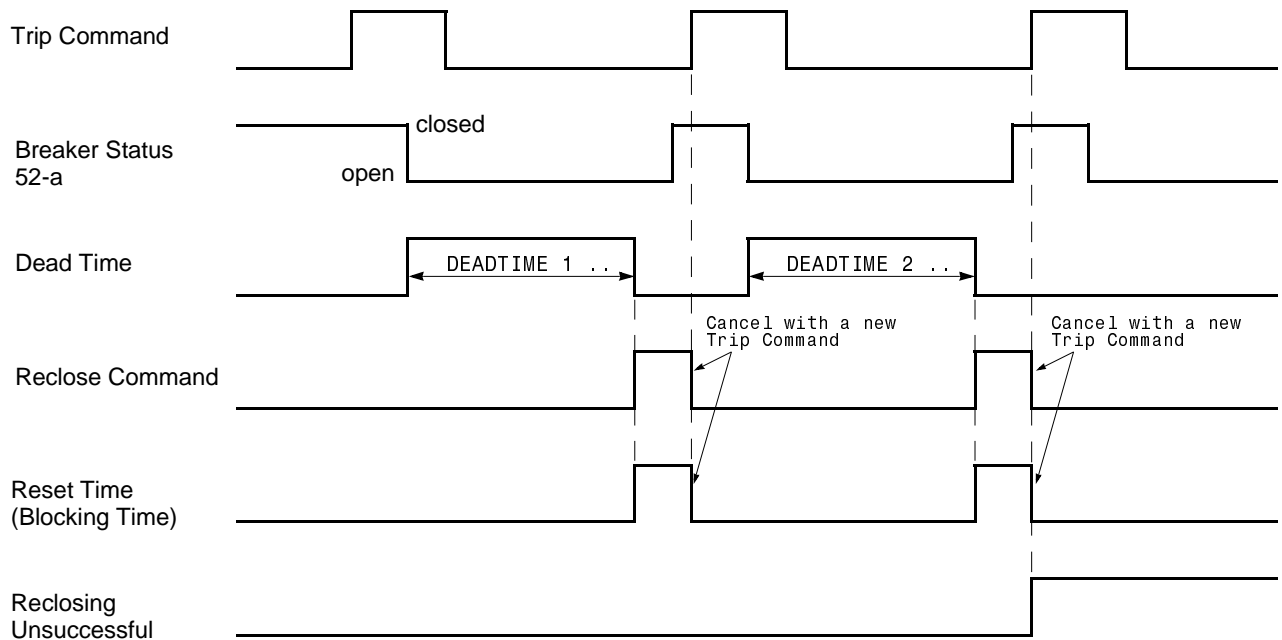 Trip Command
closed
Breaker Status
52-a
open
Dead Time
DEADTIME 1 ..
DEADTIME 2 ..
Cancel with a new
Trip Command
Cancel with a new
Trip Command
Reclose Command
Reset Time
(Blocking Time)
Reclosing
Unsuccessful